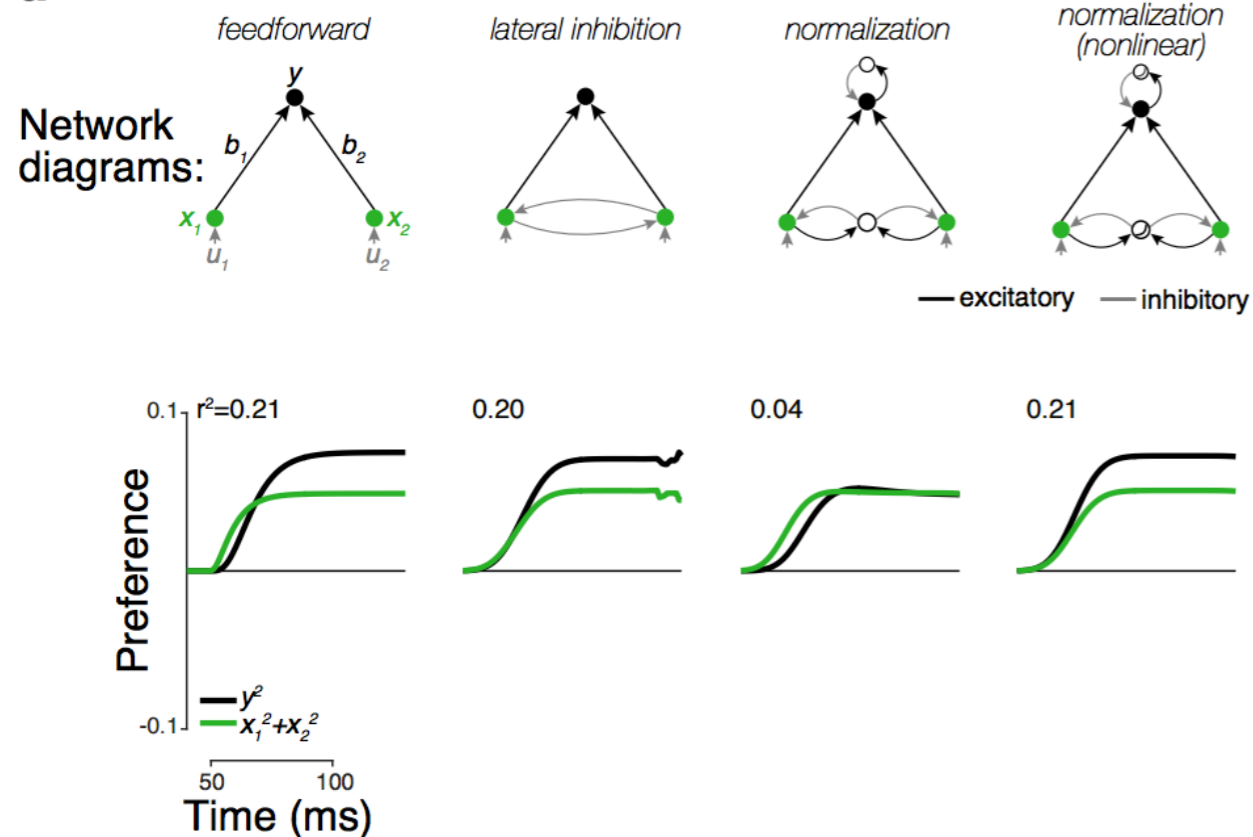 feedforward
lateral inhibition
normalization
normalization
(nonlinear)
y
Network
diagrams:
b1
b2
x1
x2
u1
u2
excitatory
inhibitory
0.1
r²=0.21
0.20
0.04
0.21
Preference
y²
x1²+x2²
-0.1
50
100
Time (ms)